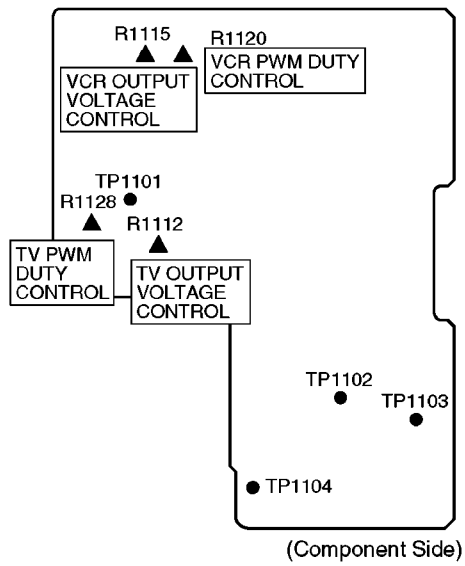 R1115
R1120
VCR OUTPUT
VOLTAGE
CONTROL
VCR PWM DUTY
CONTROL
TP1101
R1128
R1112
TV PWM
DUTY
CONTROL
TV OUTPUT
VOLTAGE
CONTROL
TP1102
TP1103
TP1104
(Component Side)